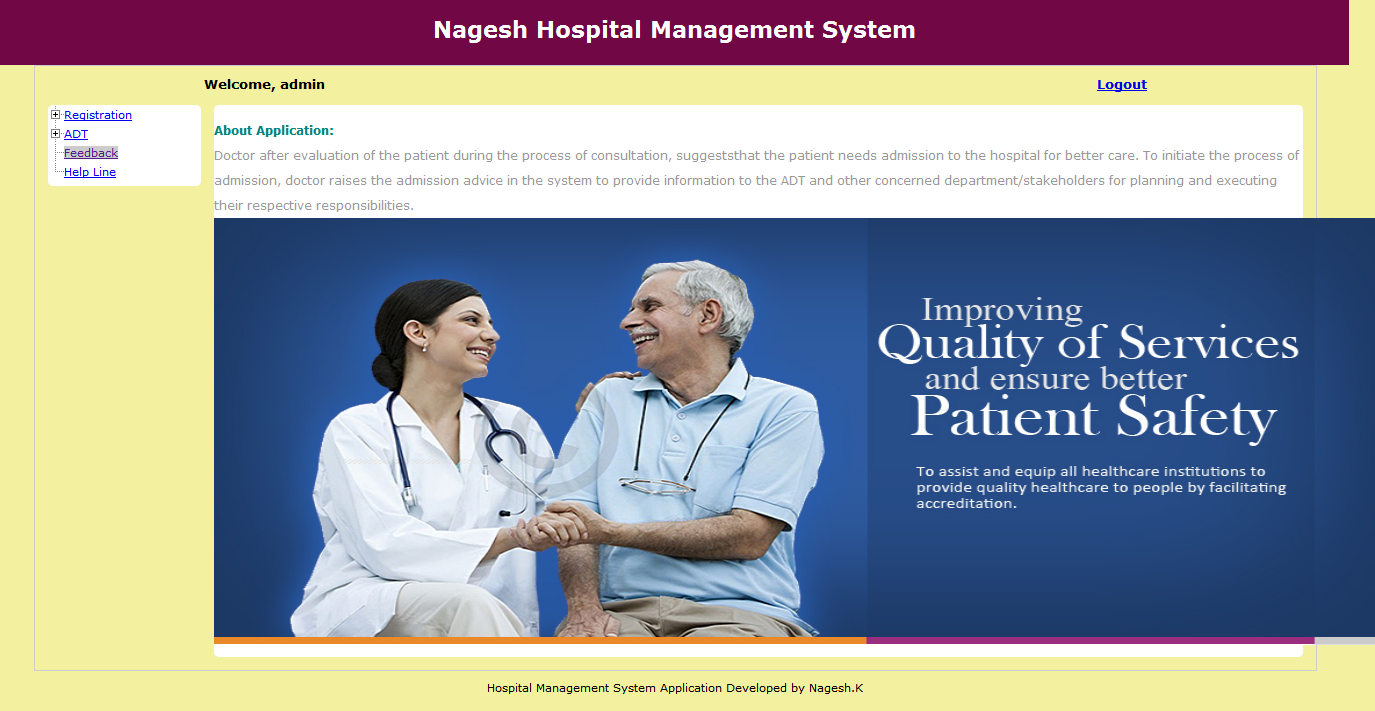 Nagesh Hospital Management System
Welcome, admin
Logout
Registration
ADT
Feedback
Help Line
About Application:
Doctor after evaluation of the patient during the process of consultation, suggeststhat the patient needs admission to the hospital for better care. To initiate the process of
admission, doctor raises the admission advice in the system to provide information to the ADT and other concerned department/stakeholders for planning and executing
their respective responsibilities.
Improving
Quality of Services
and ensure better
Patient Safety
To assist and equip all healthcare institutions to
provide quality healthcare to people by facilitating
accreditation.
Hospital Management System Application Developed by Nagesh.K